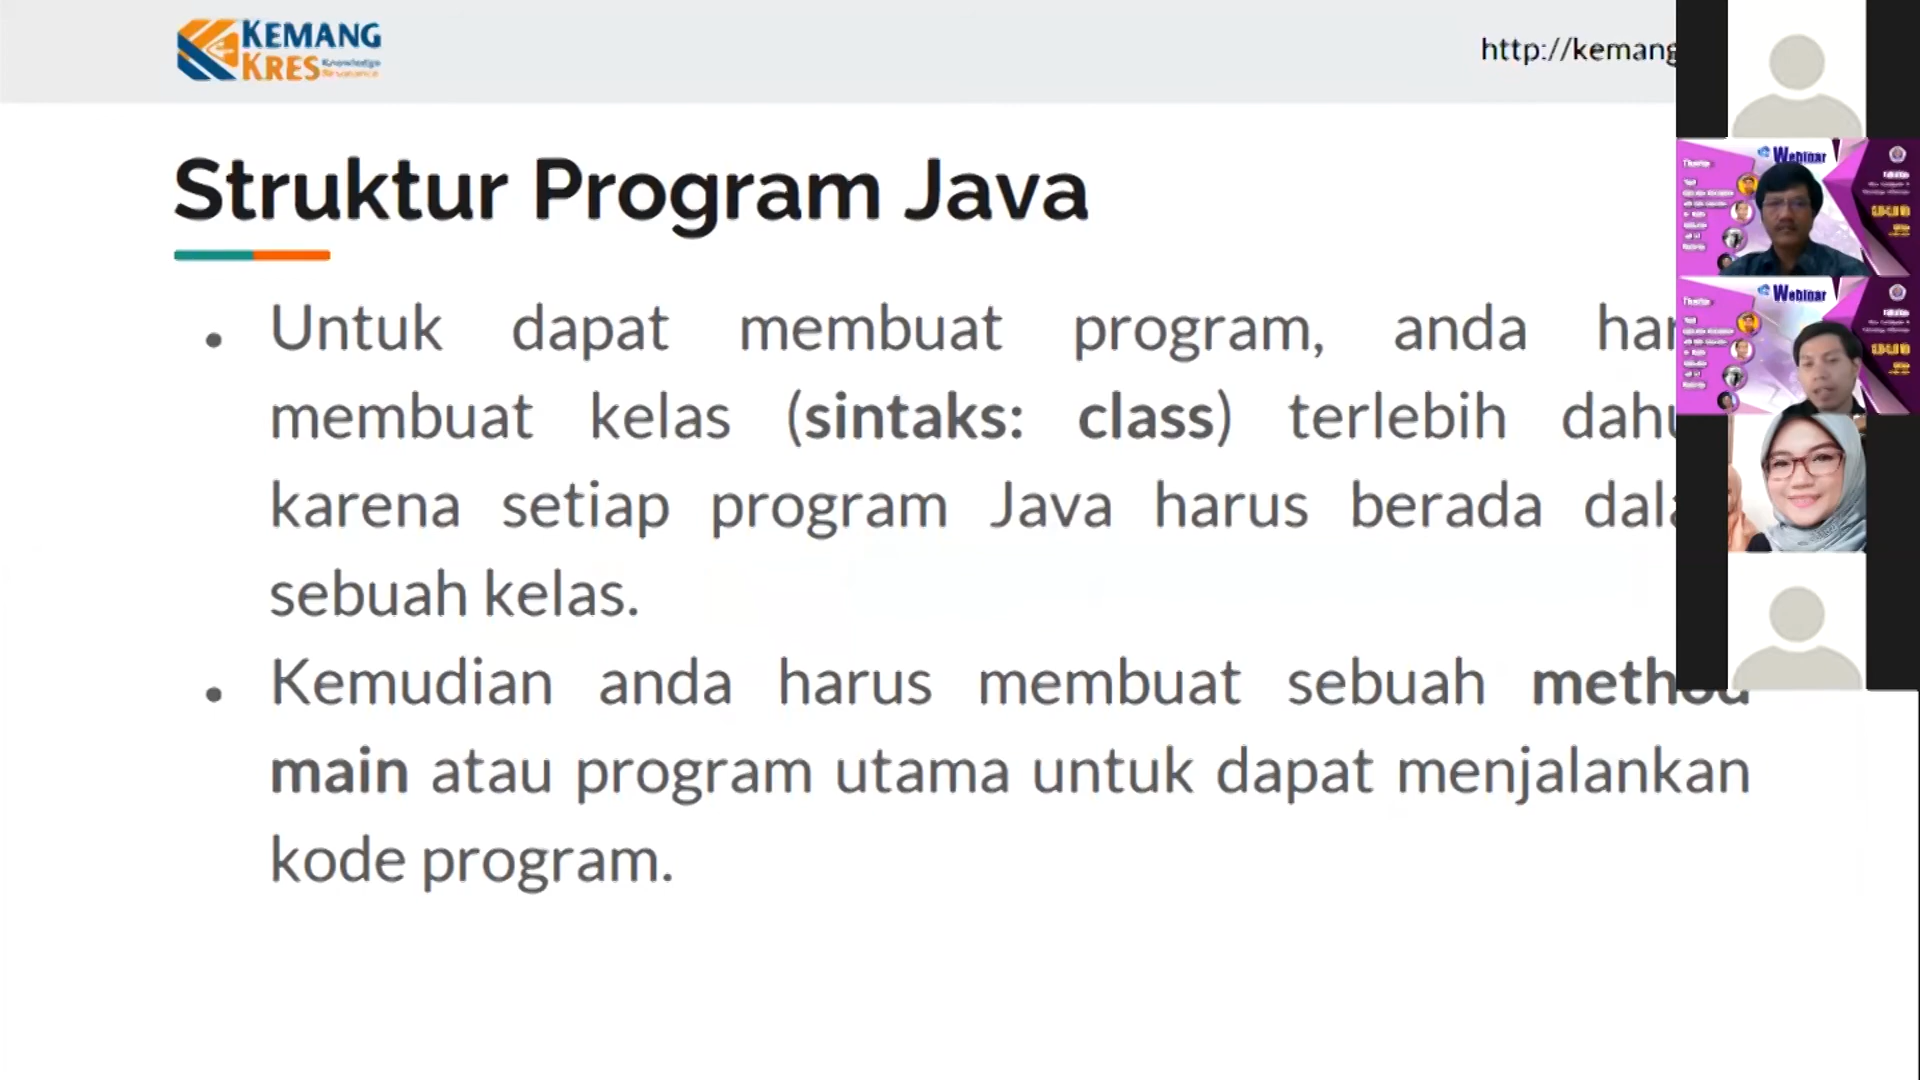 KEMANG
KRES Knowledge
http://kemang
Struktur Program Java
Untuk dapat membuat program, anda
membuat kelas (sintaks: class) terlebih
karena setiap program Java harus berada
sebuah kelas.
Kemudian anda harus membuat sebuah method
main atau program utama untuk dapat menjalankan
kode program.
Webinar
Webinar